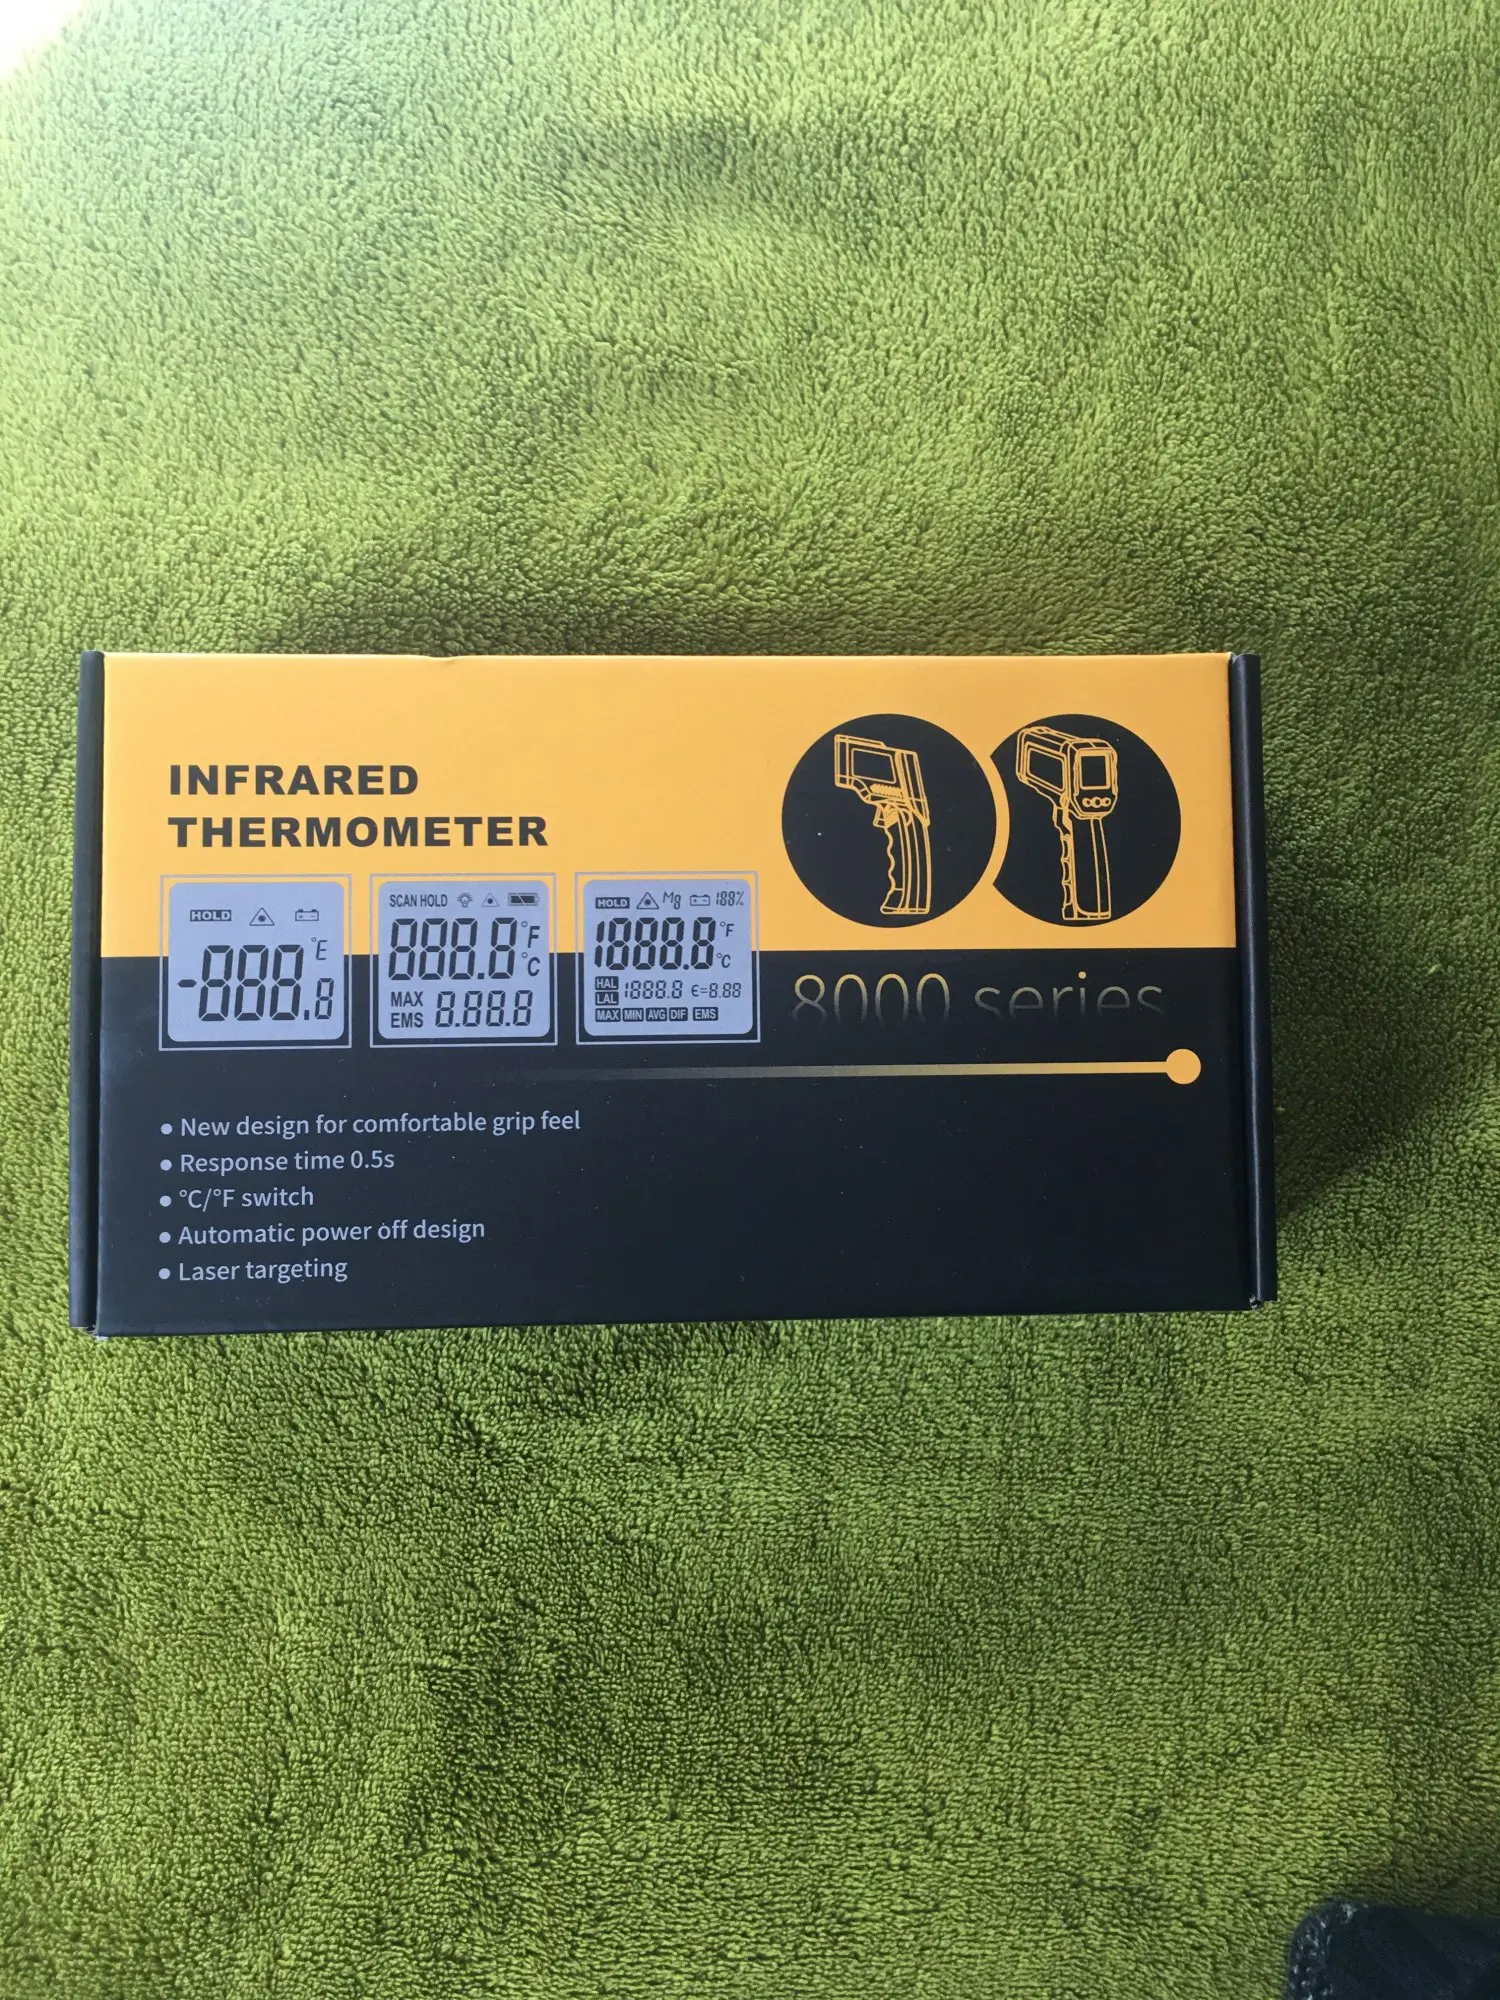 INFRARED
THERMOMETER
HOLD
°E
-888.8
SCAN HOLD
888.8 °F
°C
MAX
EMS 8.88.8
HOLD Mg 188%
1888.8 °F
°C
HAL
LAL 1888.8 ε=8.88
MAX MIN AVG DIF EMS
8000 series
• New design for comfortable grip feel
• Response time 0.5s
• °C/°F switch
• Automatic power off design
• Laser targeting